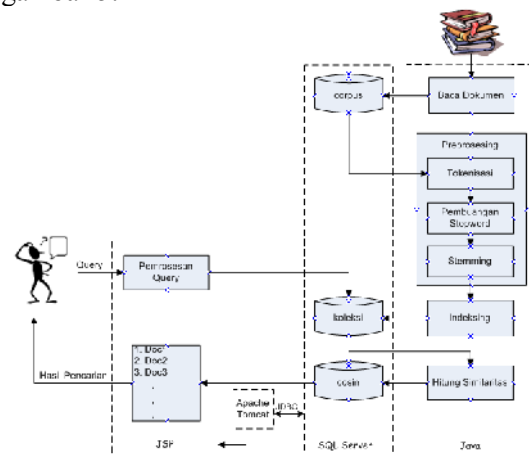 corpus
Baca Dokumen
Preprosesing
Tokenisasi
Pembuangan
Stopword
Stemming
?
Query
Pemrosesan
Query
koleksi
Indeksing
1. Doc1
2. Doc2
3. Doc3
.
.
.
Hasil Pencarian
cosin
Hitung Similaritas
Apache
Tomcat
JDBC
JSP
SQL Server
Java